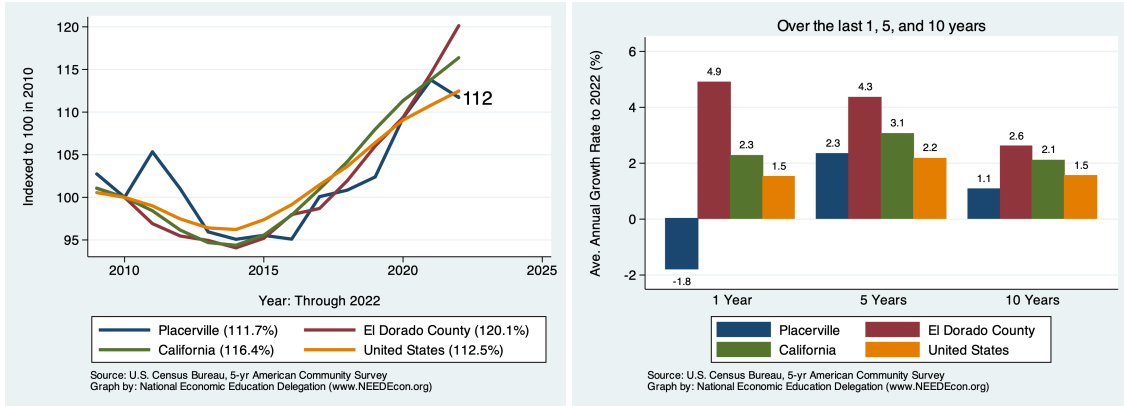 Indexed to 100 in 2010
120
115
110
105
100
95
112
2010 2015 2020 2025
Year: Through 2022
Placerville (111.7%) El Dorado County (120.1%)
California (116.4%) United States (112.5%)
Source: U.S. Census Bureau, 5-yr American Community Survey
Graph by: National Economic Education Delegation (www.NEEDEcon.org)
Over the last 1, 5, and 10 years
Ave. Annual Growth Rate to 2022 (%)
6
4
2
0
-2
-1.8 4.9 2.3 1.5
2.3 4.3 3.1 2.2
1.1 2.6 2.1 1.5
1 Year 5 Years 10 Years
Placerville El Dorado County
California United States
Source: U.S. Census Bureau, 5-yr American Community Survey
Graph by: National Economic Education Delegation (www.NEEDEcon.org)